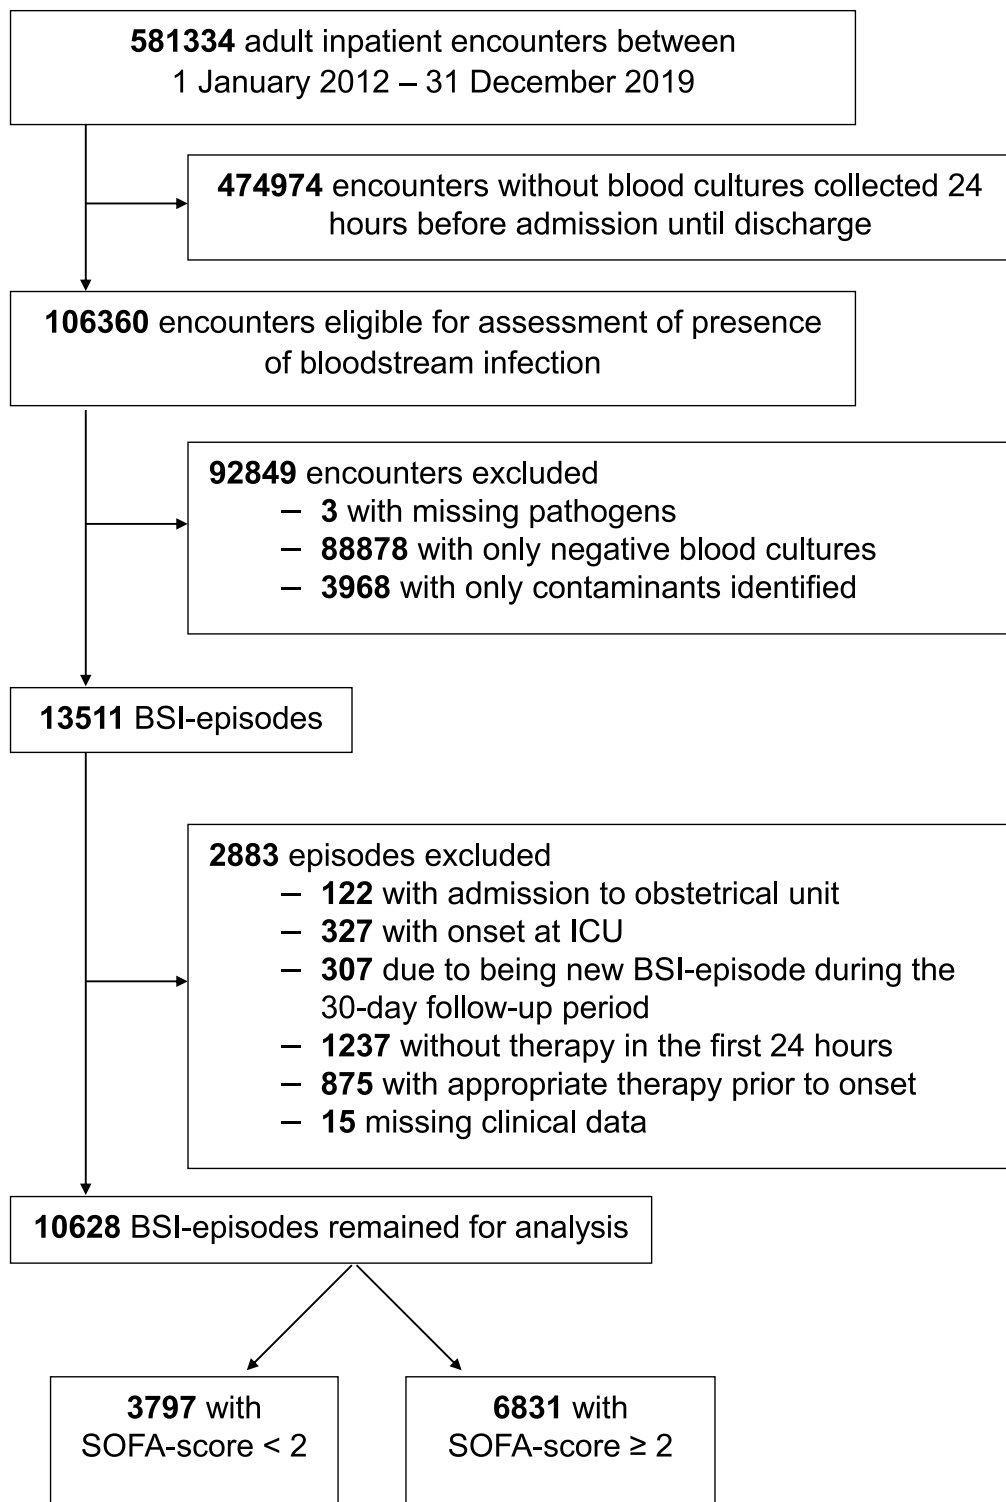 581334 adult inpatient encounters between
1 January 2012 – 31 December 2019
474974 encounters without blood cultures collected 24
hours before admission until discharge
106360 encounters eligible for assessment of presence
of bloodstream infection
92849 encounters excluded
– 3 with missing pathogens
– 88878 with only negative blood cultures
– 3968 with only contaminants identified
13511 BSI-episodes
2883 episodes excluded
– 122 with admission to obstetrical unit
– 327 with onset at ICU
– 307 due to being new BSI-episode during the
30-day follow-up period
– 1237 without therapy in the first 24 hours
– 875 with appropriate therapy prior to onset
– 15 missing clinical data
10628 BSI-episodes remained for analysis
3797 with
SOFA-score < 2
6831 with
SOFA-score ≥ 2